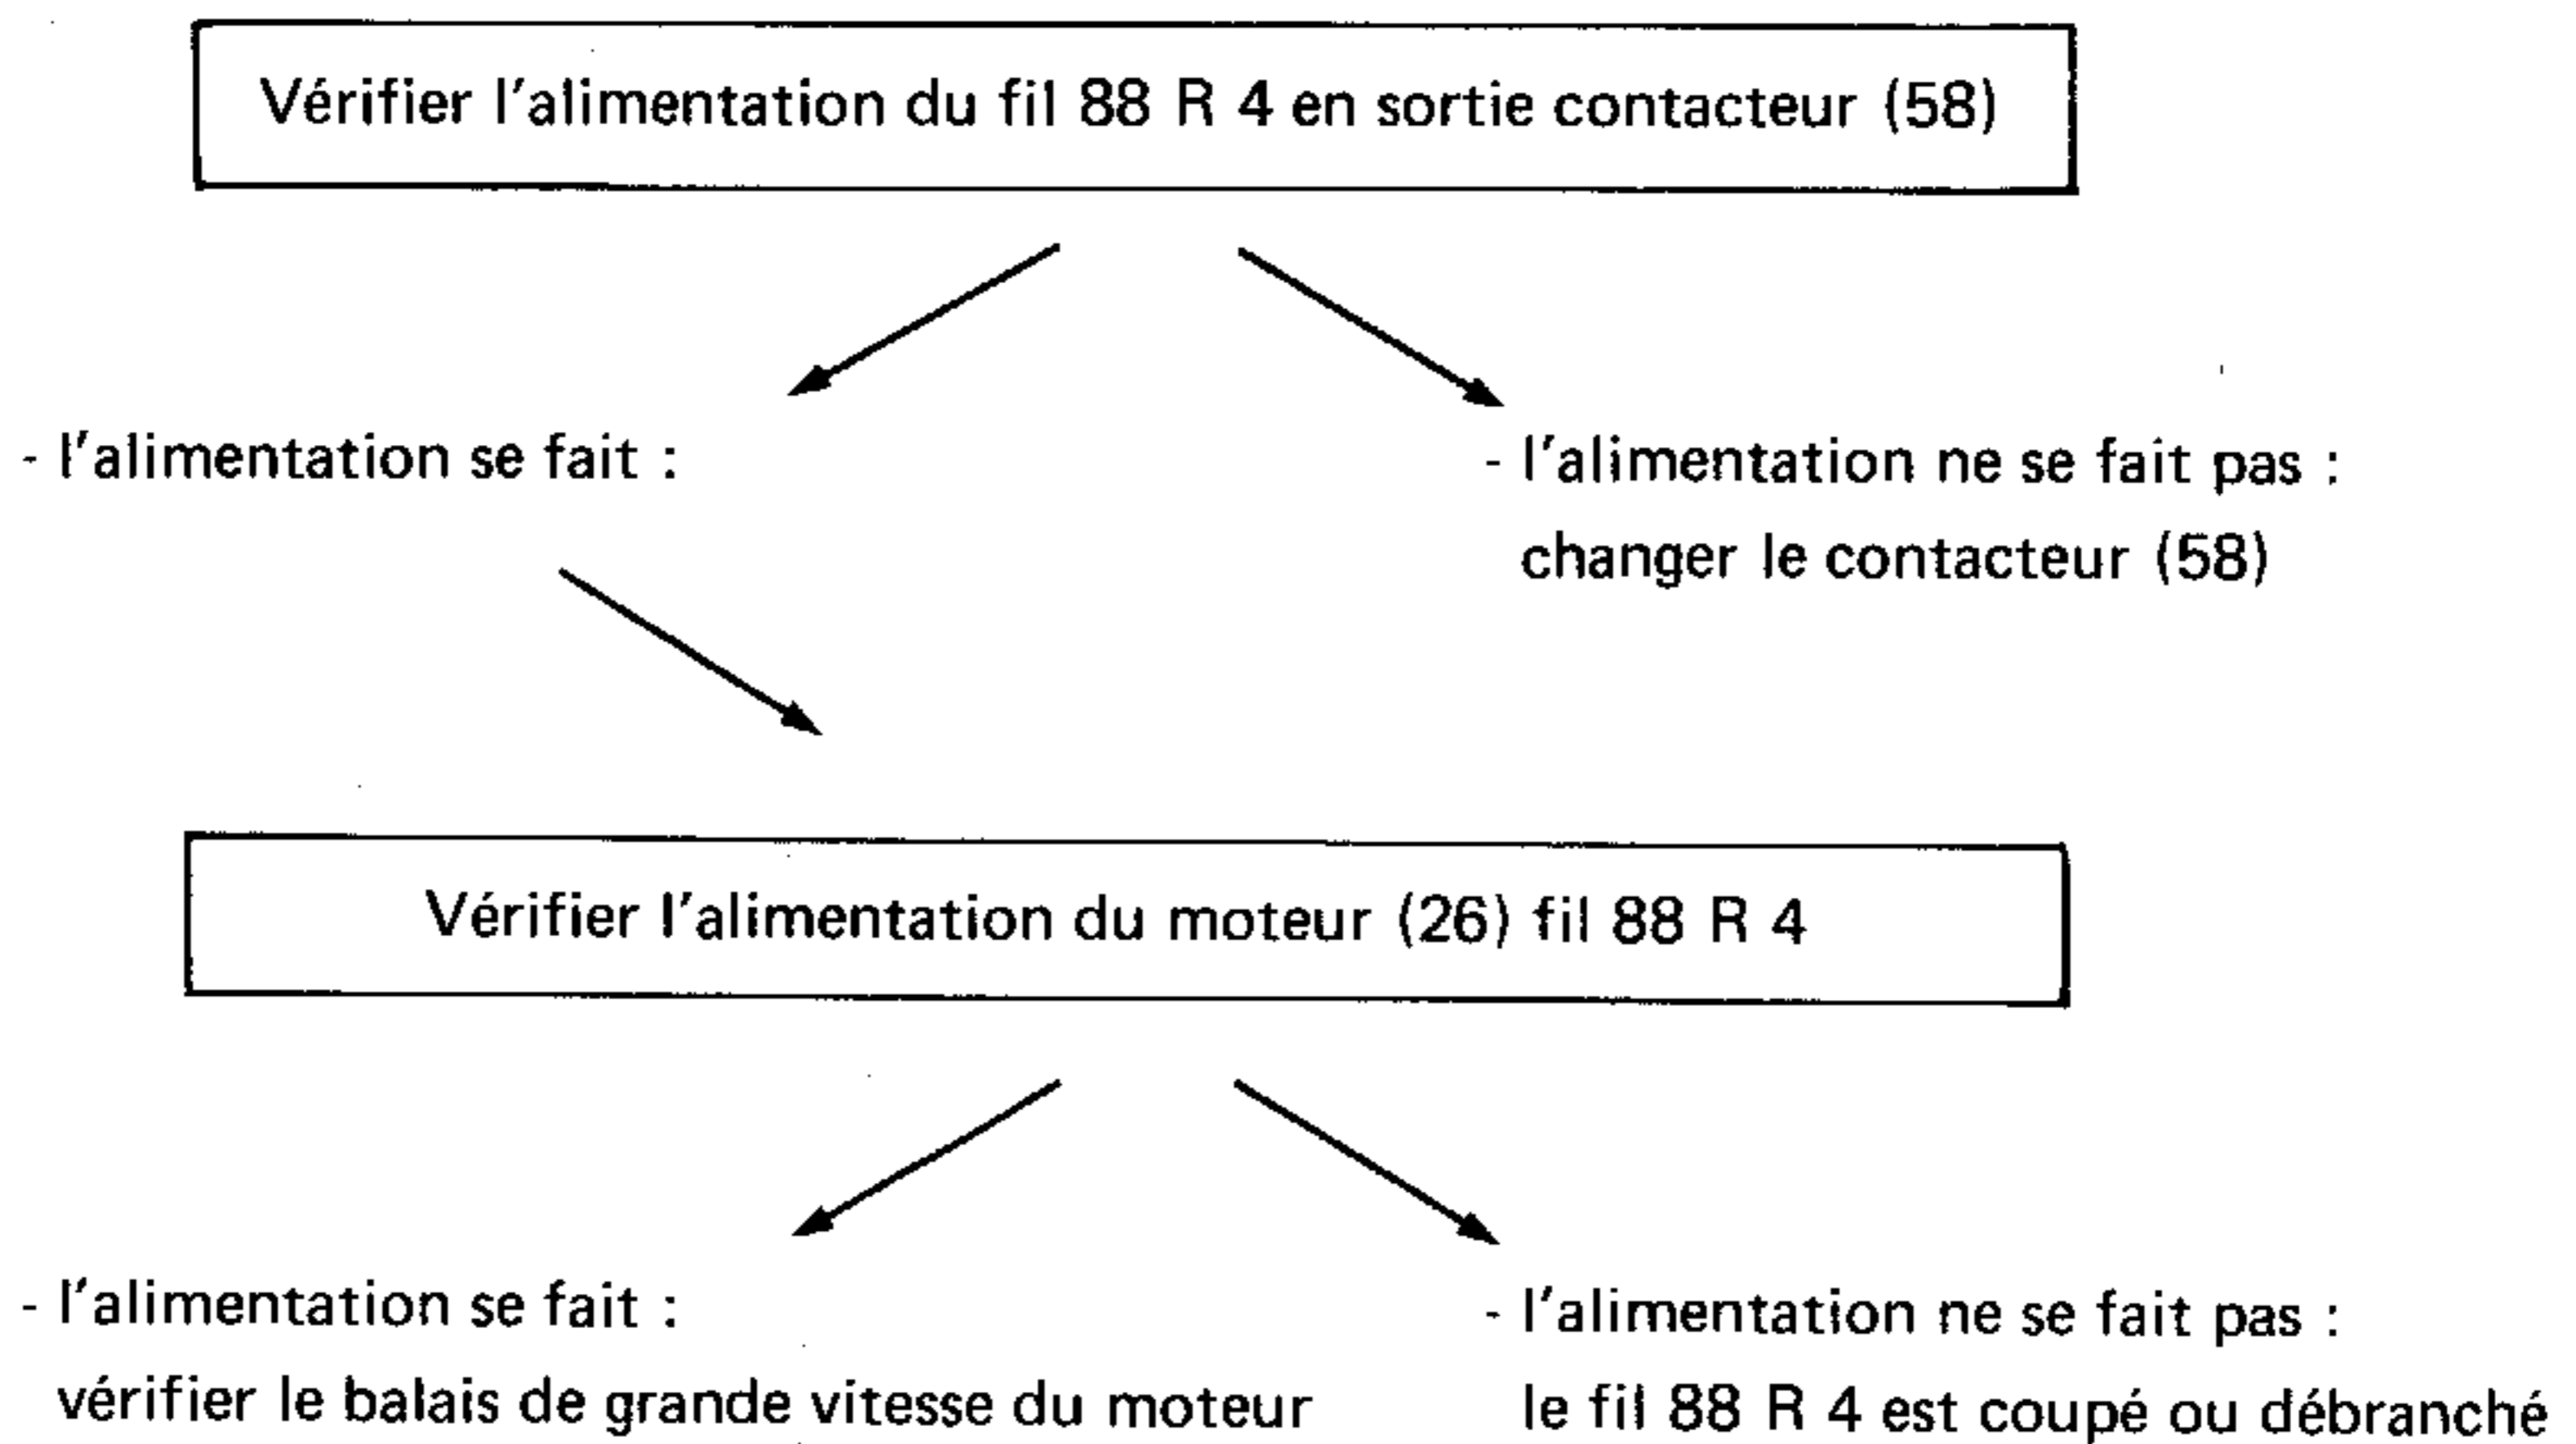 Vérifier l'alimentation du fil 88 R 4 en sortie contacteur (58)
- l'alimentation se fait :
- l'alimentation ne se fait pas :
changer le contacteur (58)
Vérifier l'alimentation du moteur (26) fil 88 R 4
- l'alimentation se fait :
vérifier le balais de grande vitesse du moteur
- l'alimentation ne se fait pas :
le fil 88 R 4 est coupé ou débranché